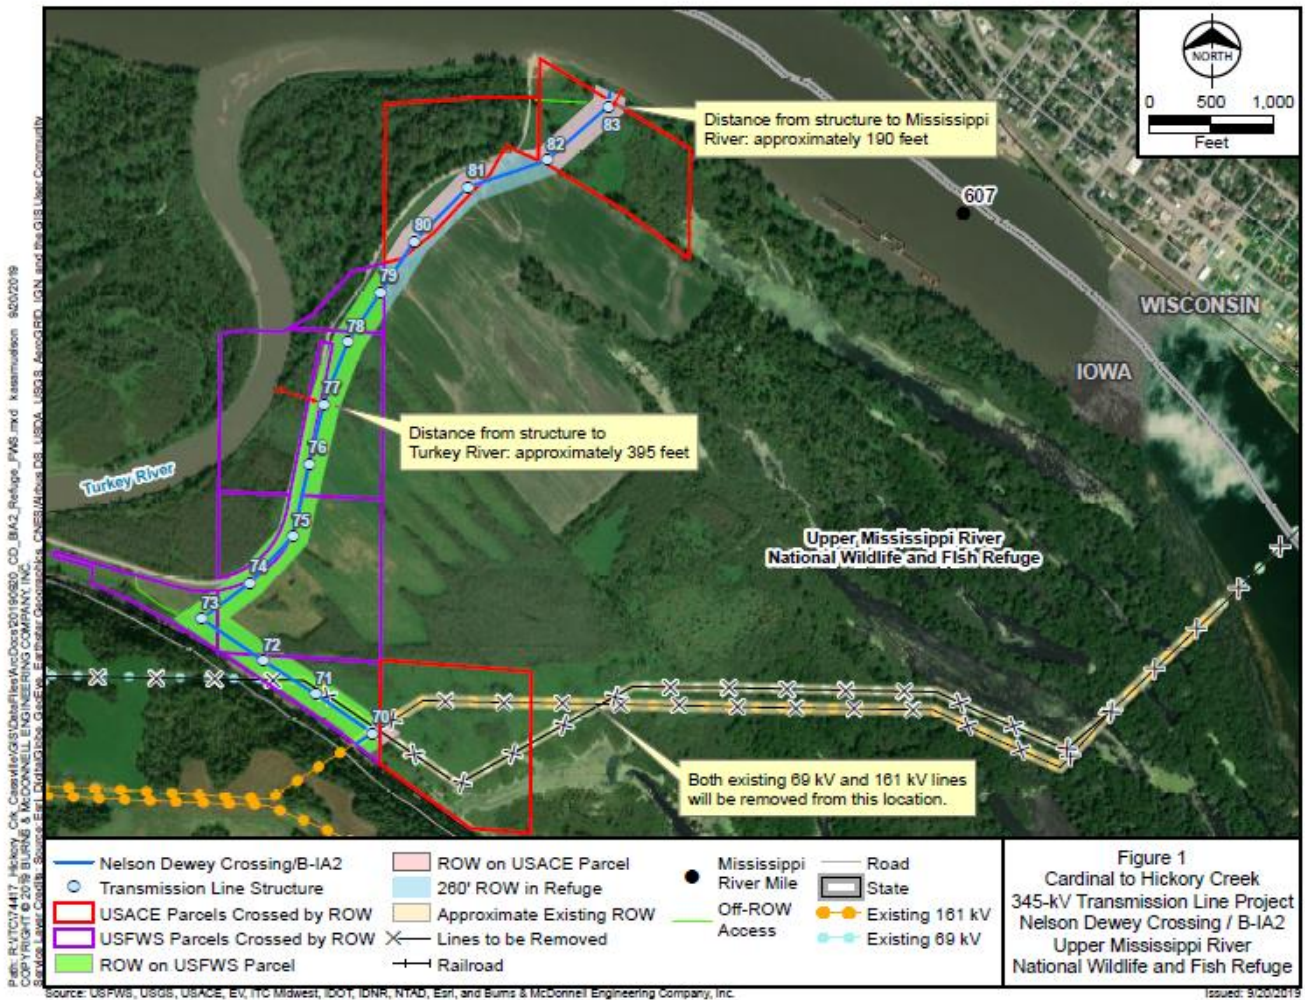 NORTH
0 500 1,000
Feet
Distance from structure to Mississippi
River: approximately 190 feet
83
82
81
80
79
78
77
76
75
74
73
72
71
70
607
WISCONSIN
IOWA
Distance from structure to
Turkey River: approximately 395 feet
Turkey River
Upper Mississippi River
National Wildlife and Fish Refuge
Both existing 69 kV and 161 kV lines
will be removed from this location.
Nelson Dewey Crossing/B-IA2
Transmission Line Structure
USACE Parcels Crossed by ROW
USFWS Parcels Crossed by ROW
ROW on USFWS Parcel
ROW on USACE Parcel
260' ROW in Refuge
Approximate Existing ROW
Lines to be Removed
Railroad
Mississippi
River Mile
Off-ROW
Access
Road
State
Existing 161 kV
Existing 69 kV
Figure 1
Cardinal to Hickory Creek
345-kV Transmission Line Project
Nelson Dewey Crossing / B-IA2
Upper Mississippi River
National Wildlife and Fish Refuge
Source: USFWS, USGS, USACE, EV, ITC Midwest, IDOT, IDNR, NTAD, Esri, and Burns & McDonnell Engineering Company, Inc.
Issued: 9/20/2019
COPYRIGHT © 2019 BURNS & McDONNELL ENGINEERING COMPANY, INC.